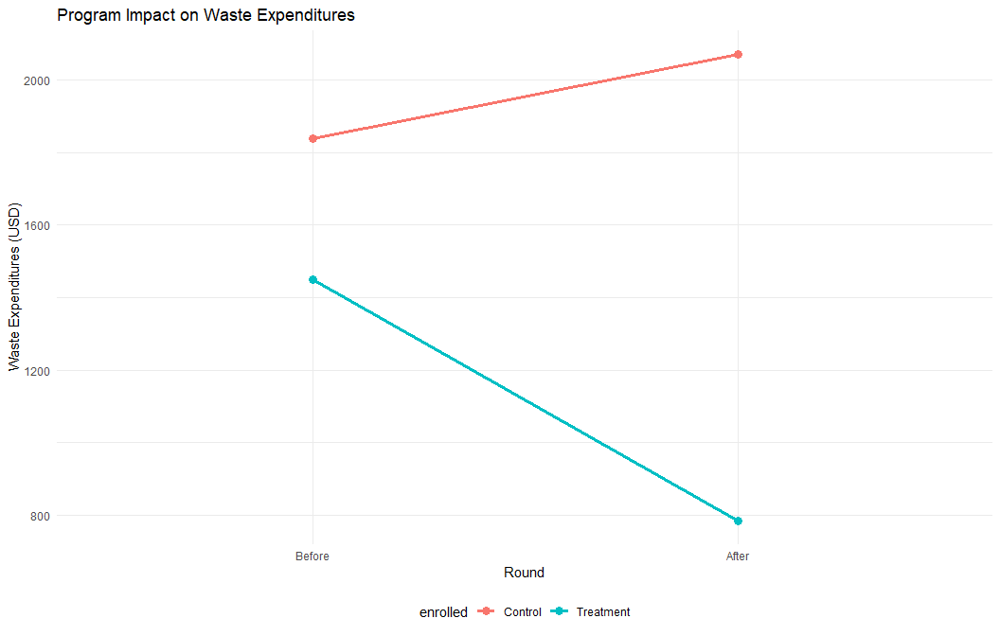 Program Impact on Waste Expenditures
Waste Expenditures (USD)
2000
1600
1200
800
Before After
Round
enrolled Control Treatment